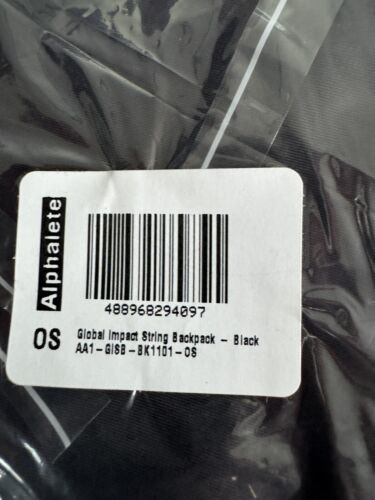 Alphalete
488968294097
OS
Global Impact String Backpack – Black
AA1-GISB-BK1101-OS